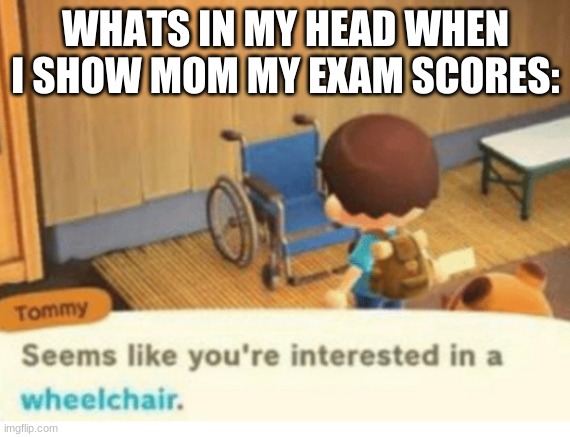 WHATS IN MY HEAD WHEN
I SHOW MOM MY EXAM SCORES:
Tommy
Seems like you're interested in a
wheelchair.
imgflip.com